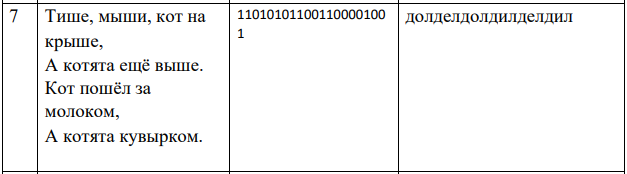 7
Тише, мыши, кот на
крыше,
А котята ещё выше.
Кот пошёл за
молоком,
А котята кувырком.
11010101100110000100
1
долделдолдилделдил